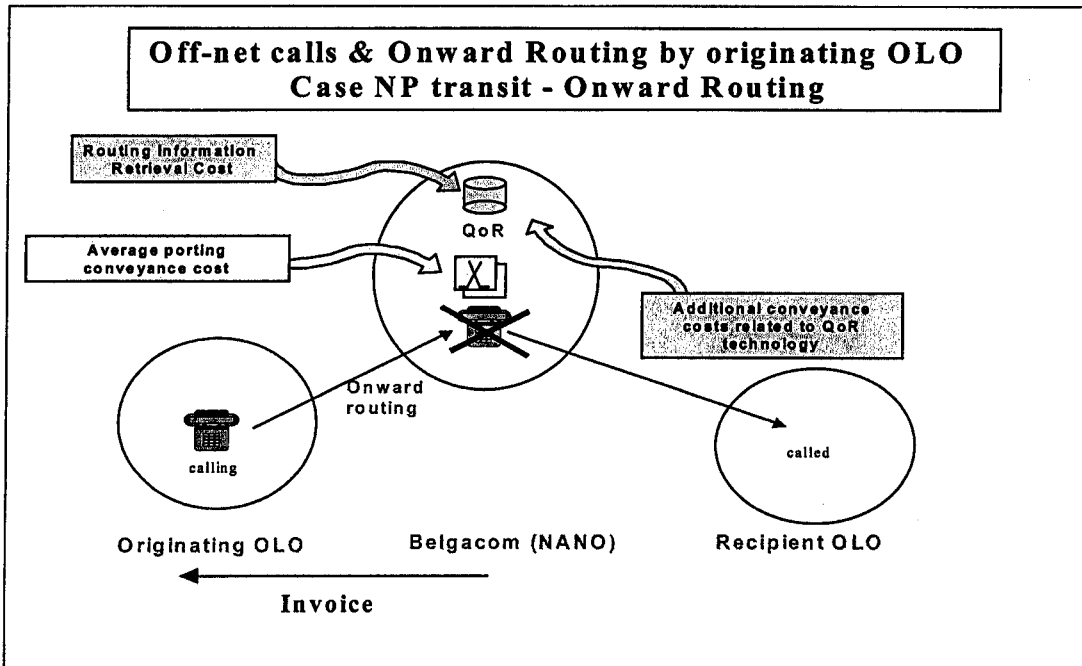 Off-net calls & Onward Routing by originating OLO
Case NP transit - Onward Routing
Routing Information
Retrieval Cost
QoR
Average porting
conveyance cost
Additional conveyance
costs related to QoR
technology
Onward
routing
calling
called
Originating OLO
Belgacom (NANO)
Recipient OLO
Invoice